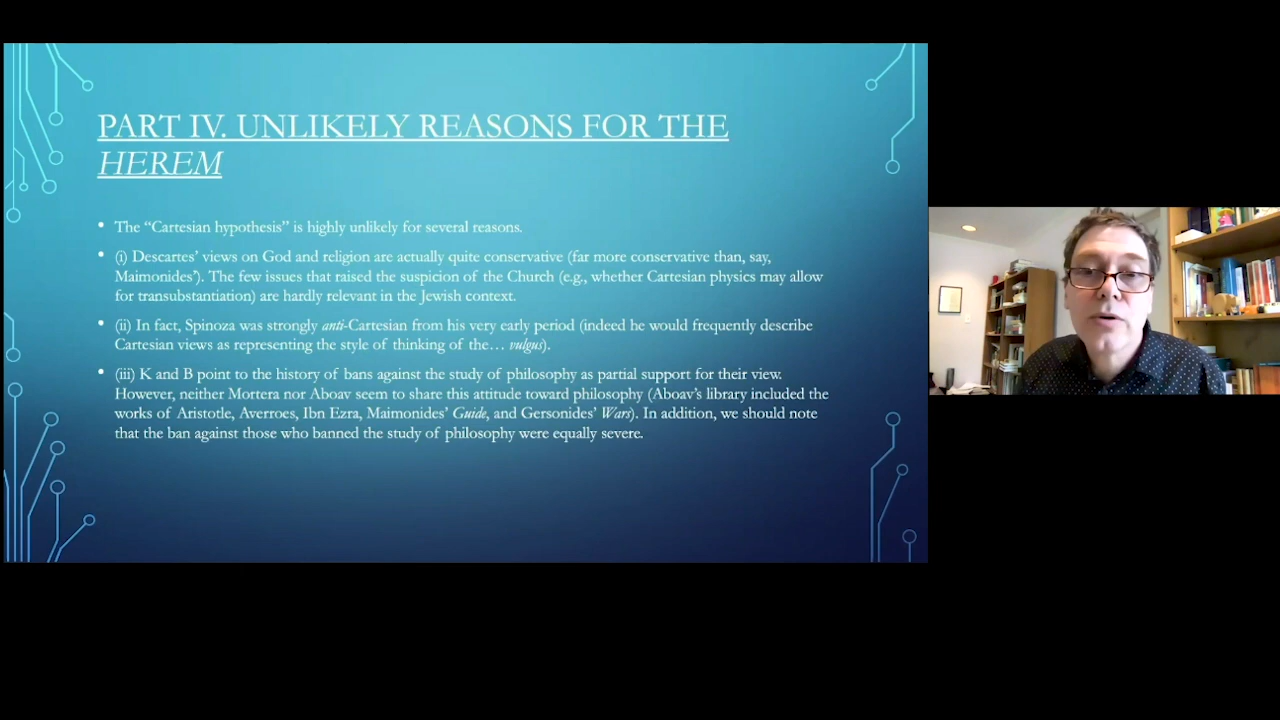 PART IV. UNLIKELY REASONS FOR THE
HEREM
• The “Cartesian hypothesis” is highly unlikely for several reasons.
• (i) Descartes’ views on God and religion are actually quite conservative (far more conservative than, say,
Maimonides’). The few issues that raised the suspicion of the Church (e.g., whether Cartesian physics may allow
for transubstantiation) are hardly relevant in the Jewish context.
• (ii) In fact, Spinoza was strongly anti-Cartesian from his very early period (indeed he would frequently describe
Cartesian views as representing the style of thinking of the… vulgus).
• (iii) K and B point to the history of bans against the study of philosophy as partial support for their view.
However, neither Mortera nor Aboav seem to share this attitude toward philosophy (Aboav’s library included the
works of Aristotle, Averroes, Ibn Ezra, Maimonides’ Guide, and Gersonides’ Wars). In addition, we should note
that the ban against those who banned the study of philosophy were equally severe.